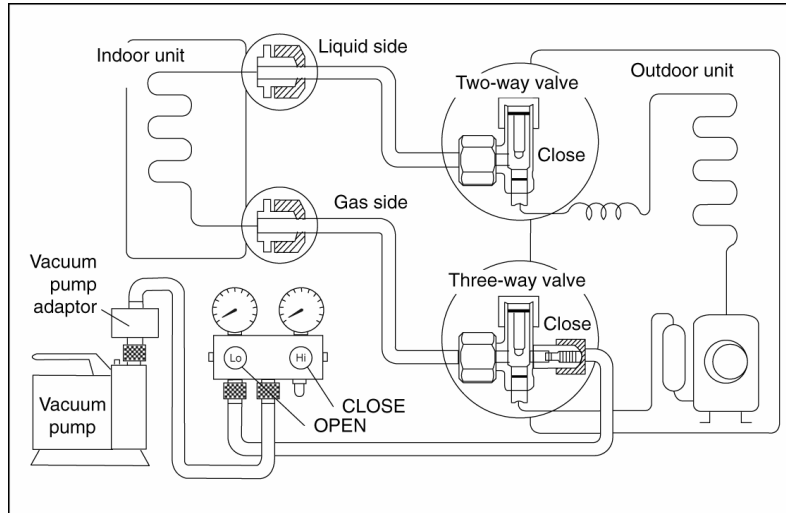 Liquid side
Indoor unit
Two-way valve
Outdoor unit
Close
Gas side
Vacuum
pump
adaptor
Three-way valve
Close
Lo
Hi
CLOSE
OPEN
Vacuum
pump